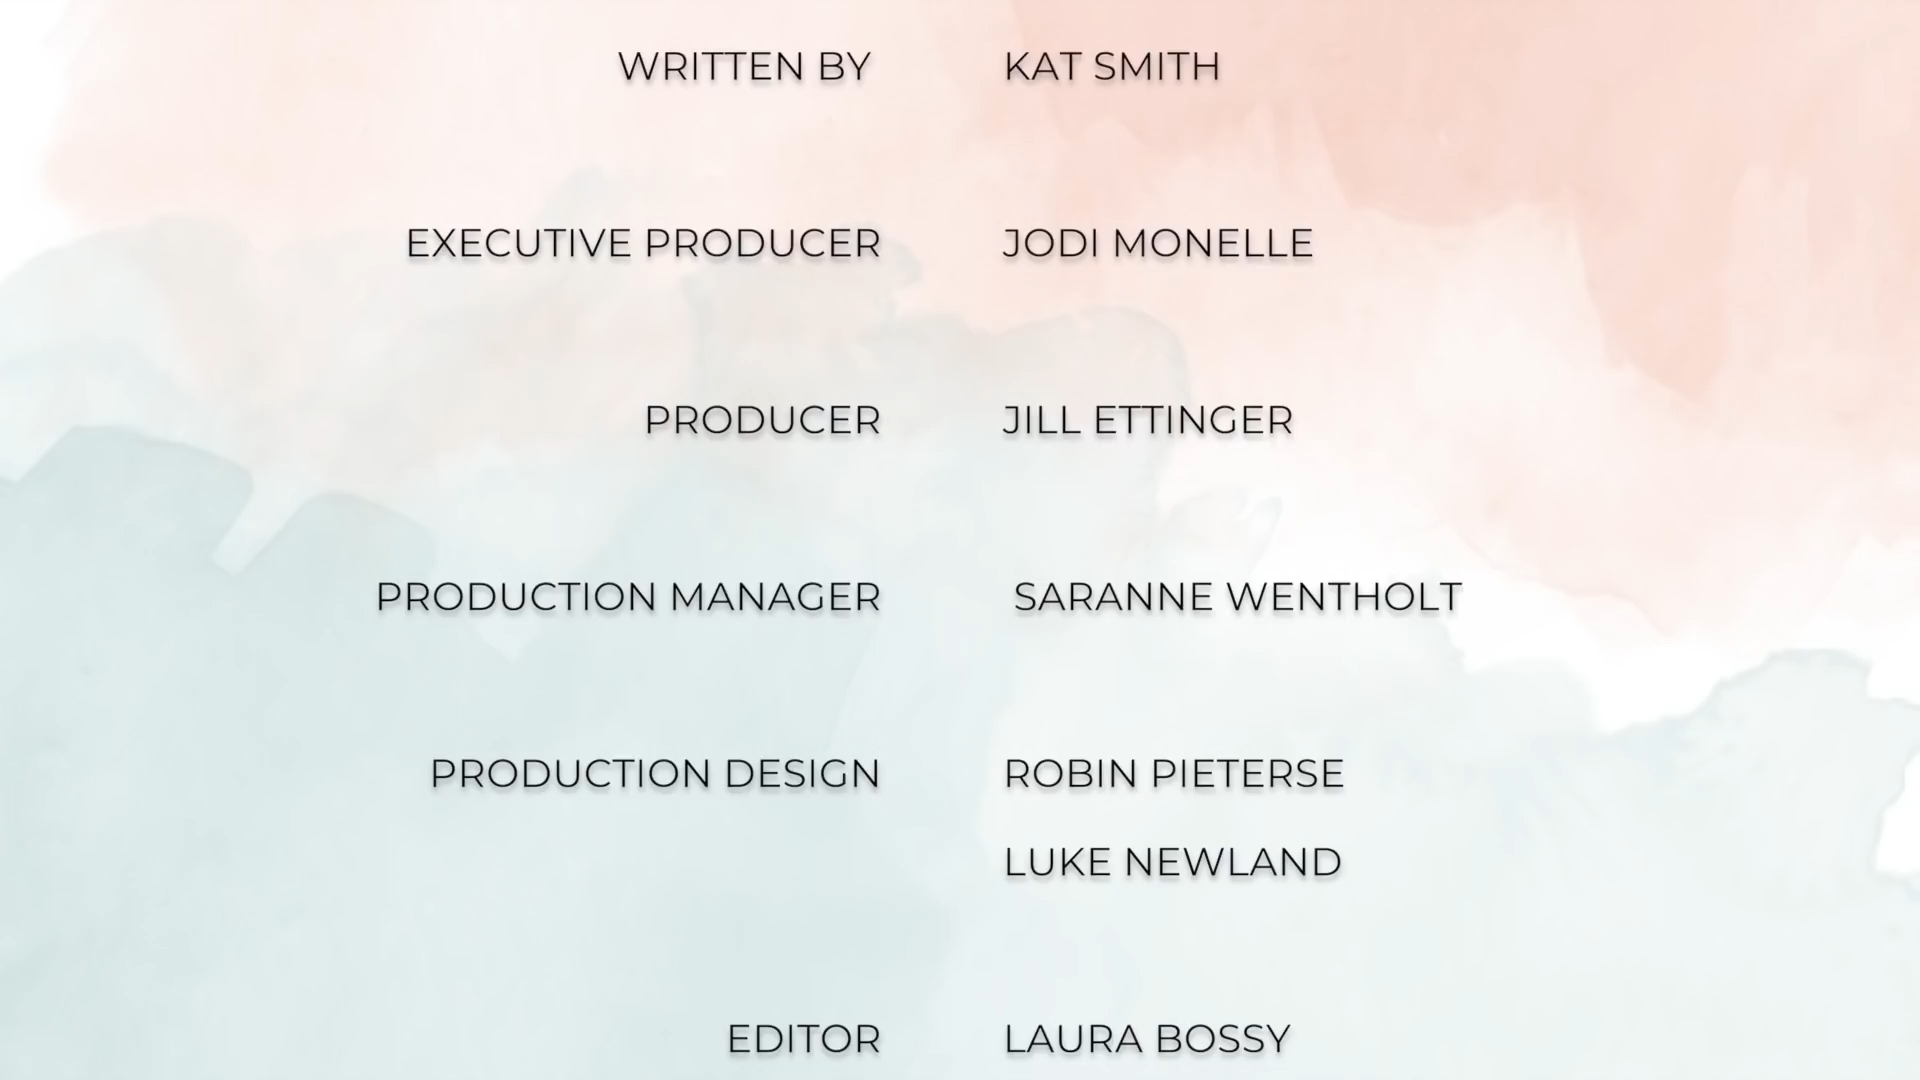 WRITTEN BY KAT SMITH
EXECUTIVE PRODUCER JODI MONELLE
PRODUCER JILL ETTINGER
PRODUCTION MANAGER SARANNE WENTHOLT
PRODUCTION DESIGN ROBIN PIETERSE
LUKE NEWLAND
EDITOR LAURA BOSSY